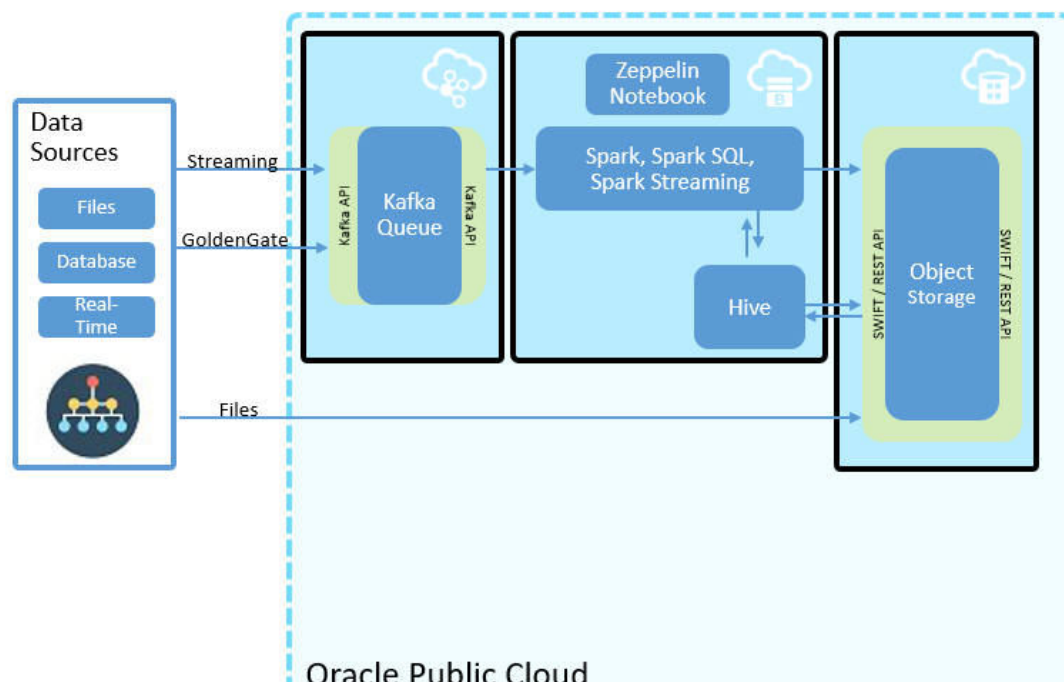 Data
Sources
Files
Database
Real-
Time
Streaming
GoldenGate
Files
Kafka API
Kafka
Queue
Kafka API
Zeppelin
Notebook
B
Spark, Spark SQL,
Spark Streaming
Hive
SWIFT / REST API
Object
Storage
SWIFT / REST API
Oracle Public Cloud